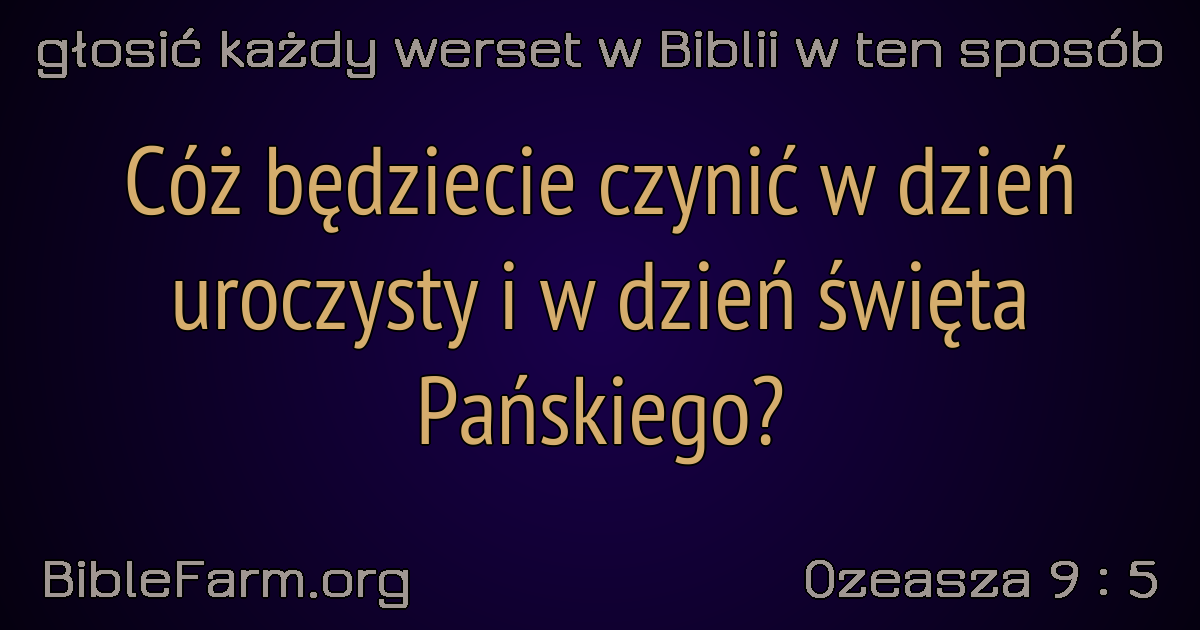 głosić każdy werset w Biblii w ten sposób
Cóż będziecie czynić w dzień
uroczysty i w dzień święta
Pańskiego?
BibleFarm.org
Ozeasza 9 : 5